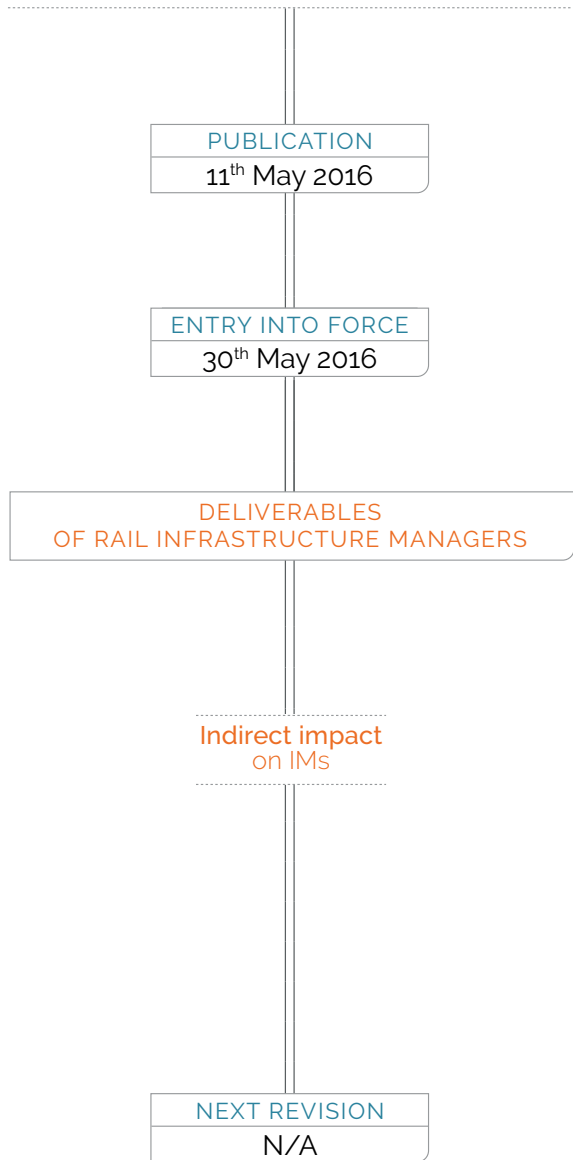 PUBLICATION
11th May 2016
ENTRY INTO FORCE
30th May 2016
DELIVERABLES
OF RAIL INFRASTRUCTURE MANAGERS
Indirect impact
on IMs
NEXT REVISION
N/A